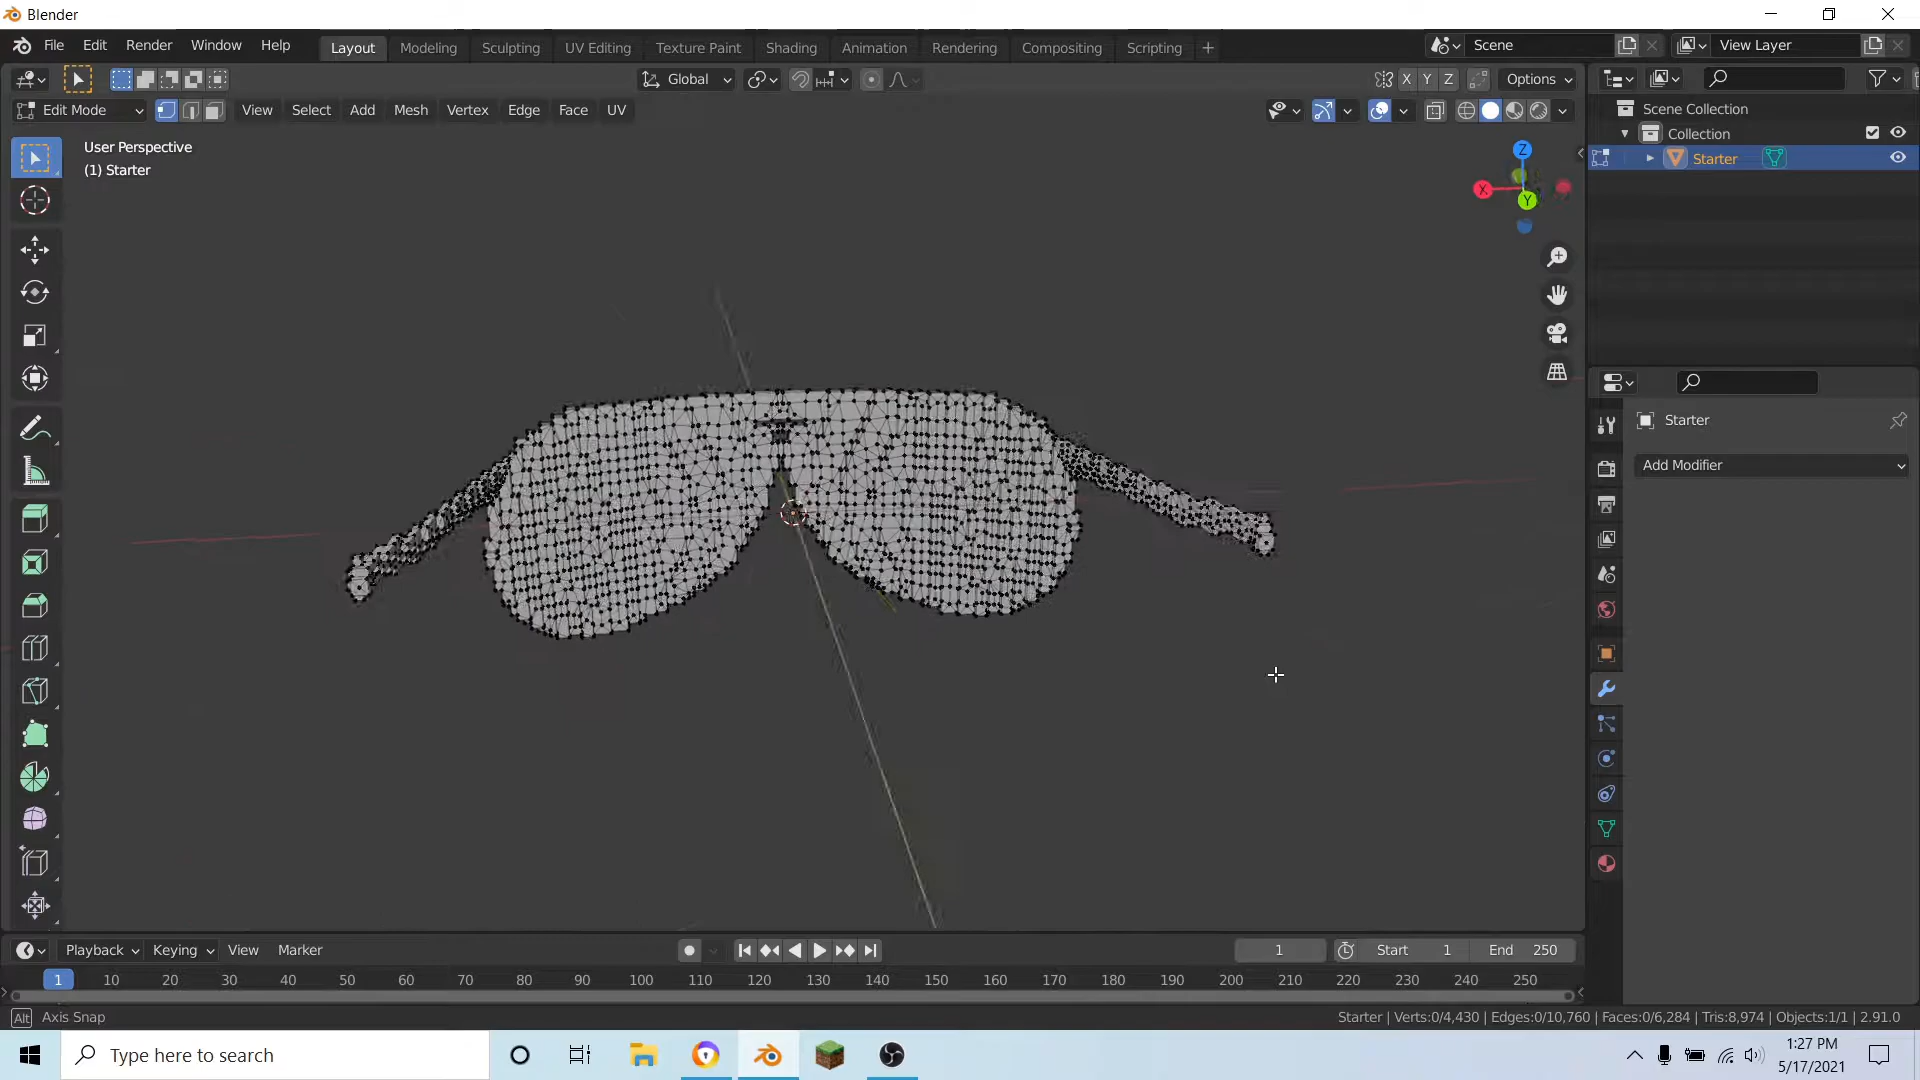 Blender
File Edit Render Window Help Layout Modeling Sculpting UV Editing Texture Paint Shading Animation Rendering Compositing Scripting + Scene View Layer
Global X Y Z Options
Edit Mode View Select Add Mesh Vertex Edge Face UV
Scene Collection
Collection
Starter
User Perspective
(1) Starter
Z
X
Y
Starter
Add Modifier
Playback Keying View Marker 1 Start 1 End 250
1 10 20 30 40 50 60 70 80 90 100 110 120 130 140 150 160 170 180 190 200 210 220 230 240 250
Alt Axis Snap
Starter | Verts:0/4,430 | Edges:0/10,760 | Faces:0/6,284 | Tris:8,974 | Objects:1/1 | 2.91.0
Type here to search
1:27 PM
5/17/2021